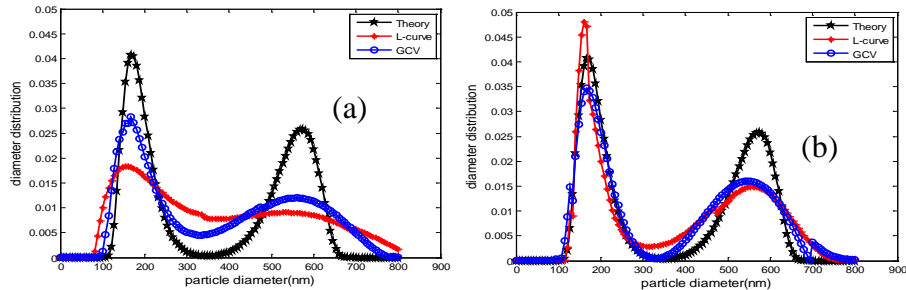 0.05
0.045
0.04
0.035
0.03
0.025
0.02
0.015
0.01
0.005
0
diameter distribution
0 100 200 300 400 500 600 700 800 900
particle diameter(nm)
Theory
L-curve
GCV
(a)
0.05
0.045
0.04
0.035
0.03
0.025
0.02
0.015
0.01
0.005
0
diameter distribution
0 100 200 300 400 500 600 700 800 900
particle diameter(nm)
Theory
L-curve
GCV
(b)